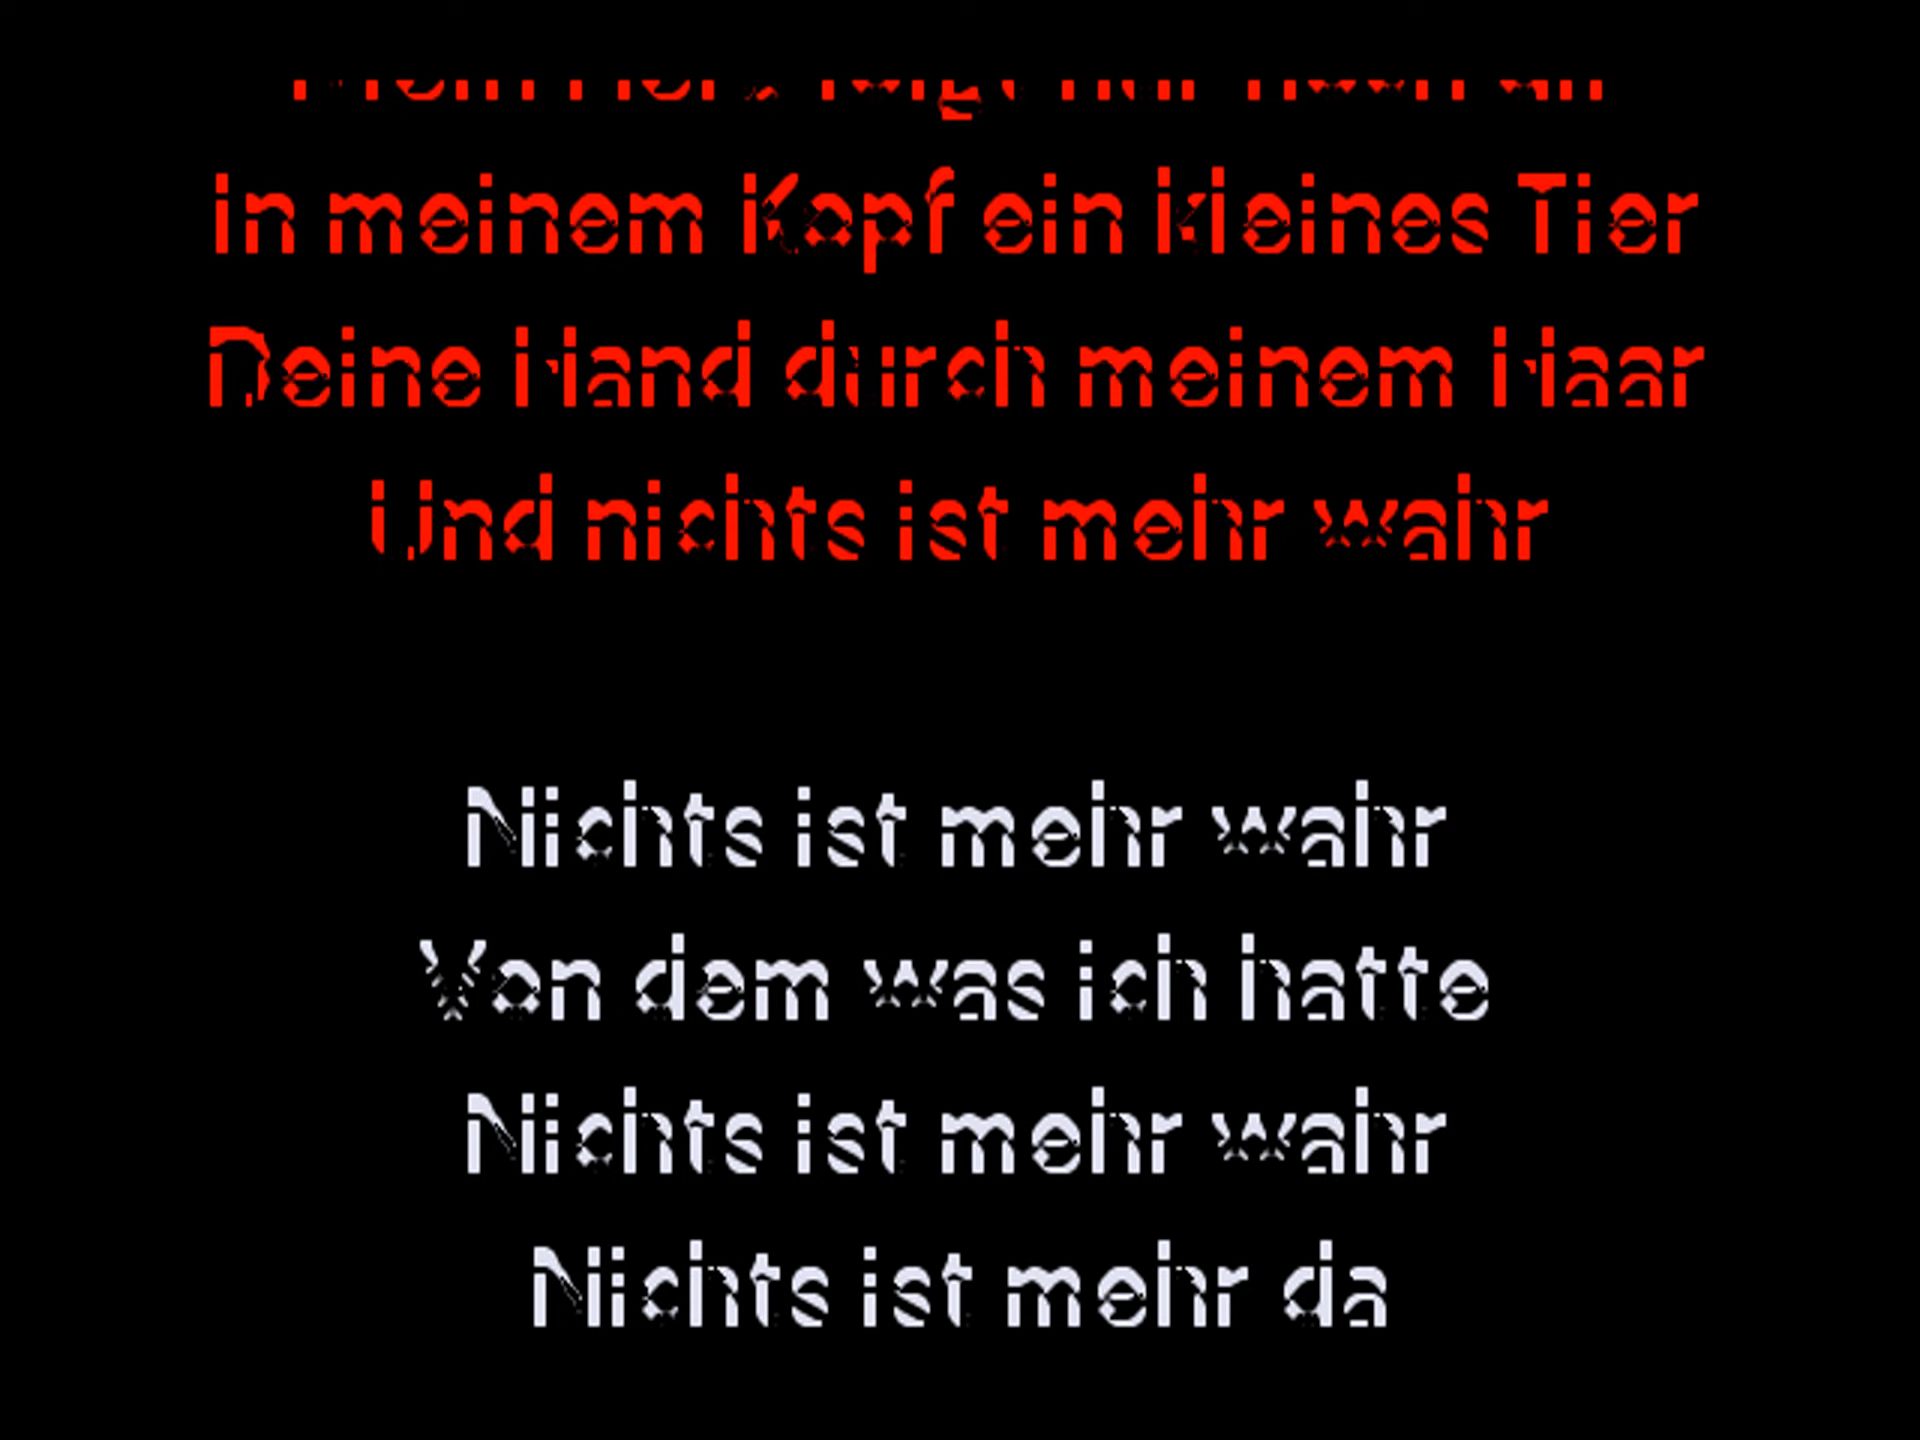 In meinem Kopf ein kleines Tier
Deine Hand durch meinem Haar
Und nichts ist mehr wahr
Nichts ist mehr wahr
Von dem was ich hatte
Nichts ist mehr wahr
Nichts ist mehr da